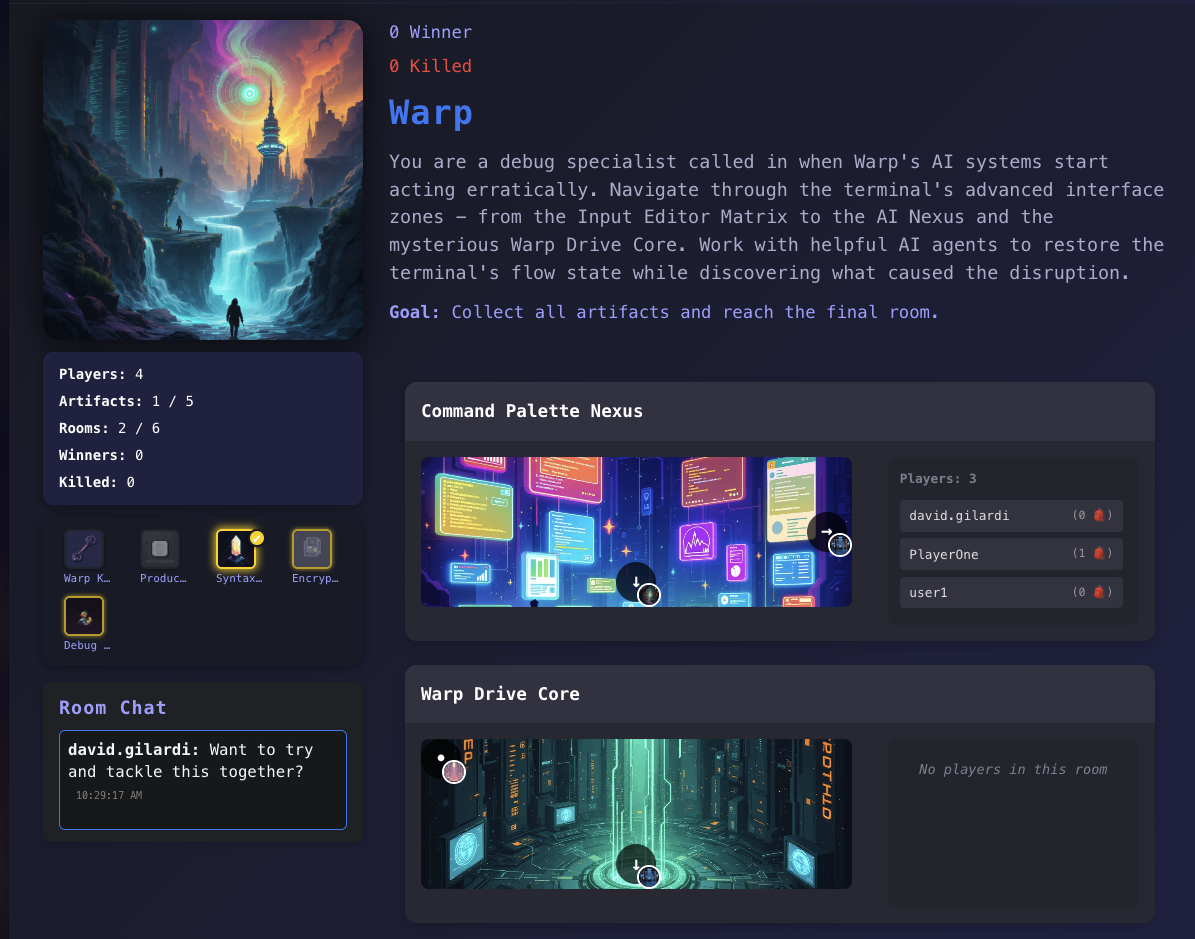 0 Winner
0 Killed
Warp
You are a debug specialist called in when Warp's AI systems start
acting erratically. Navigate through the terminal's advanced interface
zones – from the Input Editor Matrix to the AI Nexus and the
mysterious Warp Drive Core. Work with helpful AI agents to restore the
terminal's flow state while discovering what caused the disruption.
Goal: Collect all artifacts and reach the final room.
Players: 4
Artifacts: 1 / 5
Rooms: 2 / 6
Winners: 0
Killed: 0
Warp K…
Produc…
Syntax…
Encryp…
Debug …
Room Chat
david.gilardi: Want to try
and tackle this together?
10:29:17 AM
Command Palette Nexus
Players: 3
david.gilardi (0 🎒)
PlayerOne (1 🎒)
user1 (0 🎒)
Warp Drive Core
No players in this room